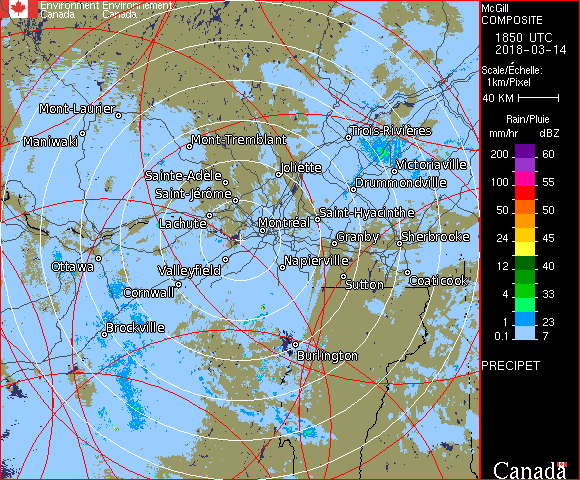 Environment Environnement
Canada Canada
McGill
COMPOSITE
1850 UTC
2018-03-14
Scale/Échelle:
1km/Pixel
40 KM
Rain/Pluie
mm/hr dBZ
200 60
100 55
50 50
24 45
12 40
4 33
1 23
0.1 7
PRECIPET
Canada
Mont-Laurier
Maniwaki
Mont-Tremblant
Trois-Rivières
Sainte-Adèle
Joliette
Victoriaville
Saint-Jérôme
Drummondville
Lachute
Montréal
Saint-Hyacinthe
Granby
Sherbrooke
Ottawa
Valleyfield
Napierville
Cornwall
Sutton
Coaticook
Brockville
Burlington